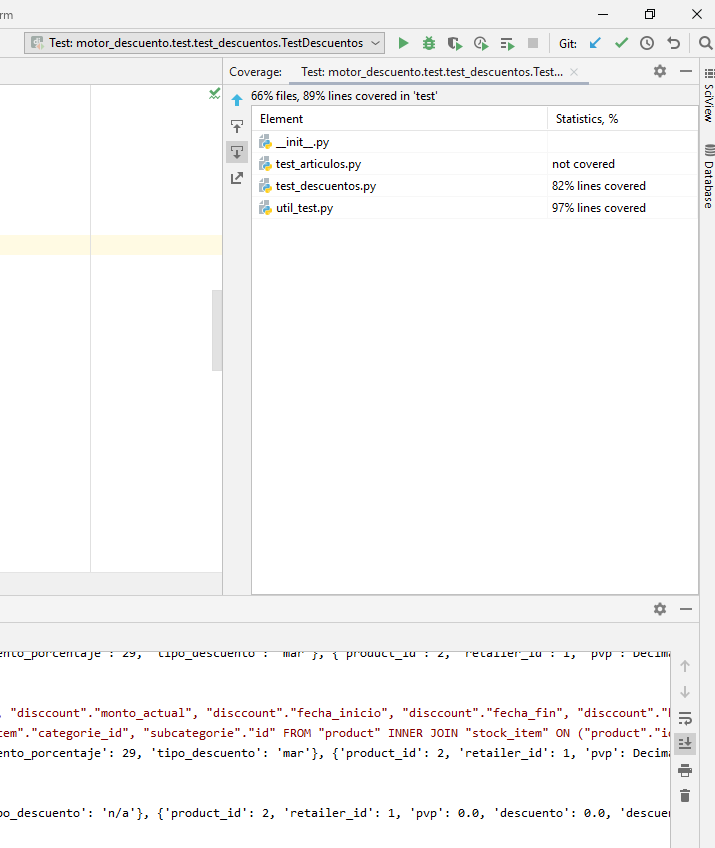 rm
Test: motor_descuento.test.test_descuentos.TestDescuentos
Git:
Coverage: Test: motor_descuento.test.test_descuentos.Test...
66% files, 89% lines covered in 'test'
Element Statistics, %
__init__.py
test_articulos.py not covered
test_descuentos.py 82% lines covered
util_test.py 97% lines covered
SciView
Database
ento_porcentaje': 29, 'tipo_descuento': 'mar'}, {'product_id': 2, 'retailer_id': 1, 'pvp': Decima
, "disccount"."monto_actual", "disccount"."fecha_inicio", "disccount"."fecha_fin", "disccount"."
tem"."categorie_id", "subcategorie"."id" FROM "product" INNER JOIN "stock_item" ON ("product"."id
ento_porcentaje': 29, 'tipo_descuento': 'mar'}, {'product_id': 2, 'retailer_id': 1, 'pvp': Decima
po_descuento': 'n/a'}, {'product_id': 2, 'retailer_id': 1, 'pvp': 0.0, 'descuento': 0.0, 'descuen